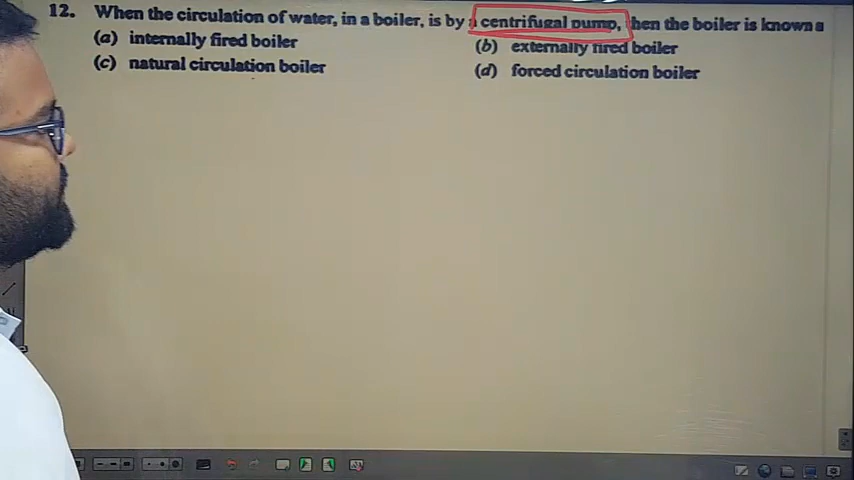 12. When the circulation of water, in a boiler, is by a centrifugal pump, then the boiler is known a
(a) internally fired boiler (b) externally fired boiler
(c) natural circulation boiler (d) forced circulation boiler